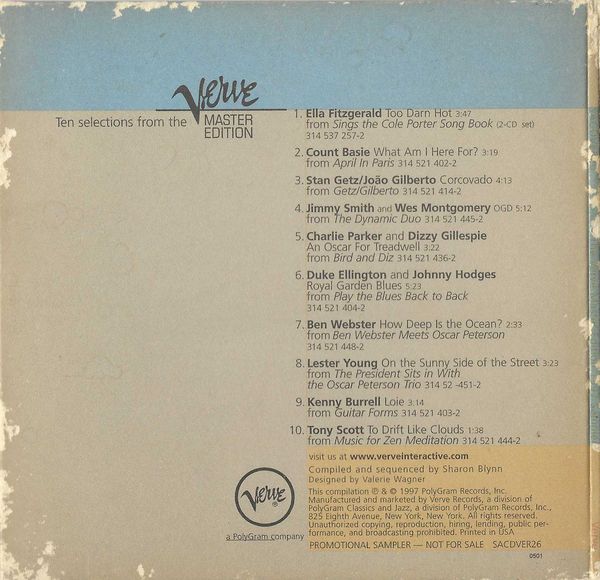 Ten selections from the Verve MASTER EDITION
1. Ella Fitzgerald Too Darn Hot 3:47
from Sings the Cole Porter Song Book (2-CD set)
314 537 257-2
2. Count Basie What Am I Here For? 3:19
from April In Paris 314 521 402-2
3. Stan Getz/João Gilberto Corcovado 4:13
from Getz/Gilberto 314 521 414-2
4. Jimmy Smith and Wes Montgomery OGD 5:12
from The Dynamic Duo 314 521 445-2
5. Charlie Parker and Dizzy Gillespie
An Oscar For Treadwell 3:22
from Bird and Diz 314 521 436-2
6. Duke Ellington and Johnny Hodges
Royal Garden Blues 5:23
from Play the Blues Back to Back
314 521 404-2
7. Ben Webster How Deep Is the Ocean? 2:33
from Ben Webster Meets Oscar Peterson
314 521 448-2
8. Lester Young On the Sunny Side of the Street 3:23
from The President Sits in With
the Oscar Peterson Trio 314 52 -451-2
9. Kenny Burrell Loie 3:14
from Guitar Forms 314 521 403-2
10. Tony Scott To Drift Like Clouds 1:38
from Music for Zen Meditation 314 521 444-2
visit us at www.verveinteractive.com
Compiled and sequenced by Sharon Blynn
Designed by Valerie Wagner
This compilation ℗ & © 1997 PolyGram Records, Inc.
Manufactured and marketed by Verve Records, a division of
PolyGram Classics and Jazz, a division of PolyGram Records, Inc.,
825 Eighth Avenue, New York, New York. All rights reserved.
Unauthorized copying, reproduction, hiring, lending, public per-
formance, and broadcasting prohibited. Printed in USA
PROMOTIONAL SAMPLER — NOT FOR SALE SACDVER26
0501
Verve ®
a PolyGram company